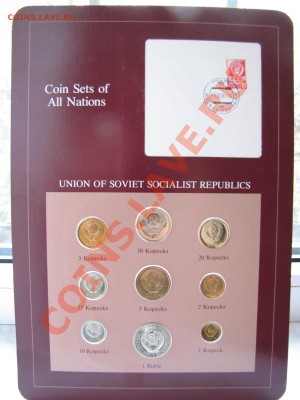 COINS.LAVE.RU
COINS.LAVE.RU
Coin Sets of
All Nations
UNION OF SOVIET SOCIALIST REPUBLICS
3 Kopecks
50 Kopecks
20 Kopecks
15 Kopecks
5 Kopecks
2 Kopecks
10 Kopecks
1 Ruble
1 Kopeck